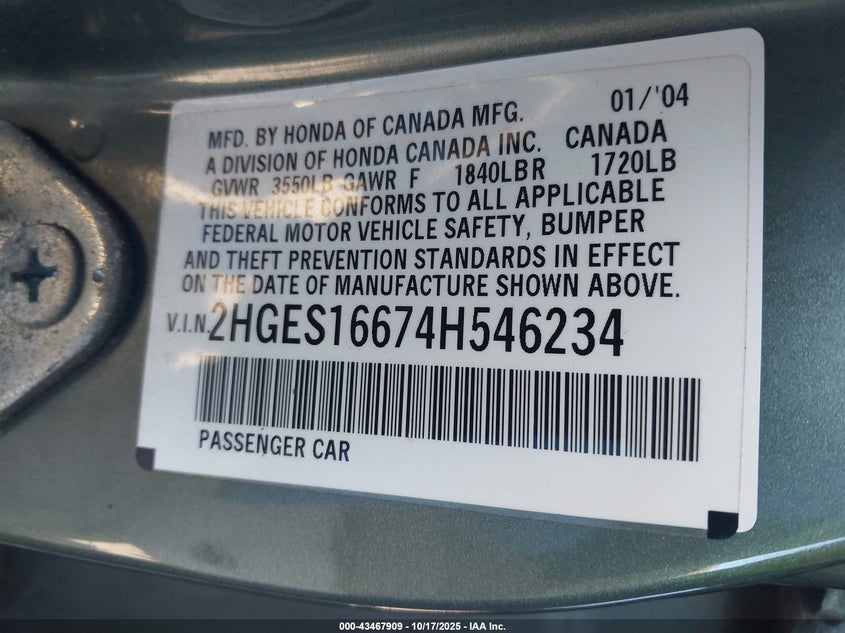 01/'04
MFD. BY HONDA OF CANADA MFG.
A DIVISION OF HONDA CANADA INC. CANADA
GVWR 3550LB GAWR F 1840LBR 1720LB
THIS VEHICLE CONFORMS TO ALL APPLICABLE
FEDERAL MOTOR VEHICLE SAFETY, BUMPER
AND THEFT PREVENTION STANDARDS IN EFFECT
ON THE DATE OF MANUFACTURE SHOWN ABOVE.
V.I.N. 2HGES16674H546234
PASSENGER CAR
000-43467909 - 10/17/2025 - IAA Inc.